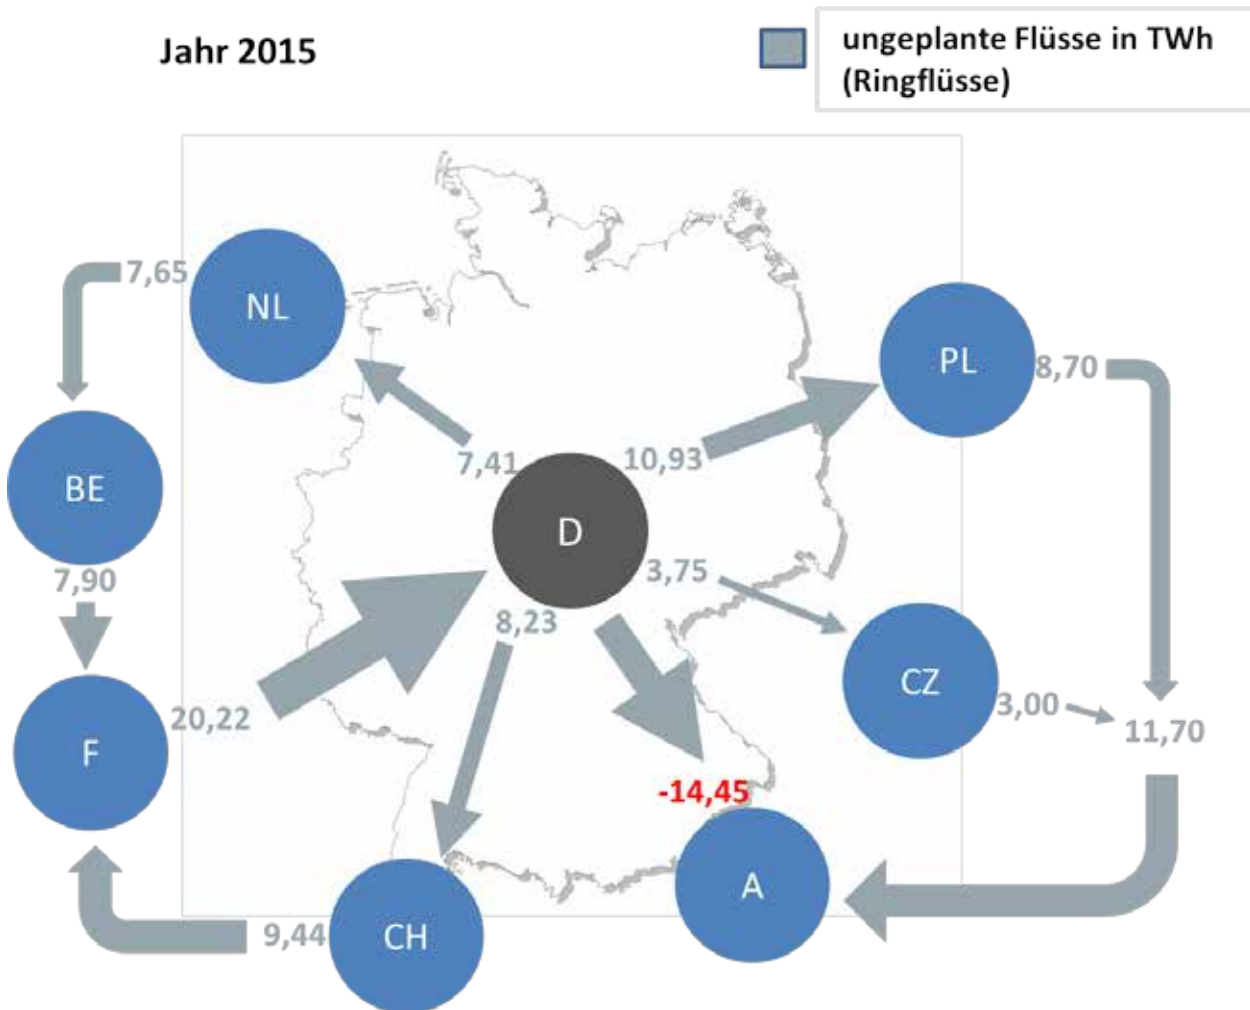 Jahr 2015
ungeplante Flüsse in TWh
(Ringflüsse)
7,65
NL
PL
8,70
7,41
10,93
BE
D
7,90
3,75
8,23
CZ
3,00
11,70
20,22
F
-14,45
A
9,44
CH